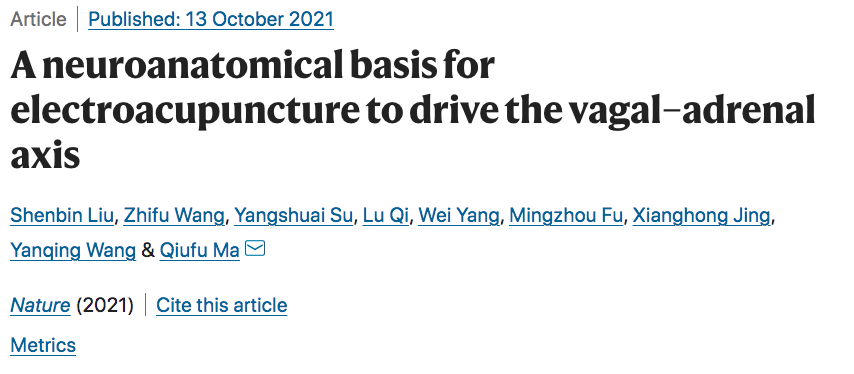 Article | Published: 13 October 2021
A neuroanatomical basis for
electroacupuncture to drive the vagal–adrenal
axis
Shenbin Liu, Zhifu Wang, Yangshuai Su, Lu Qi, Wei Yang, Mingzhou Fu, Xianghong Jing,
Yanqing Wang & Qiufu Ma
Nature (2021) | Cite this article
Metrics